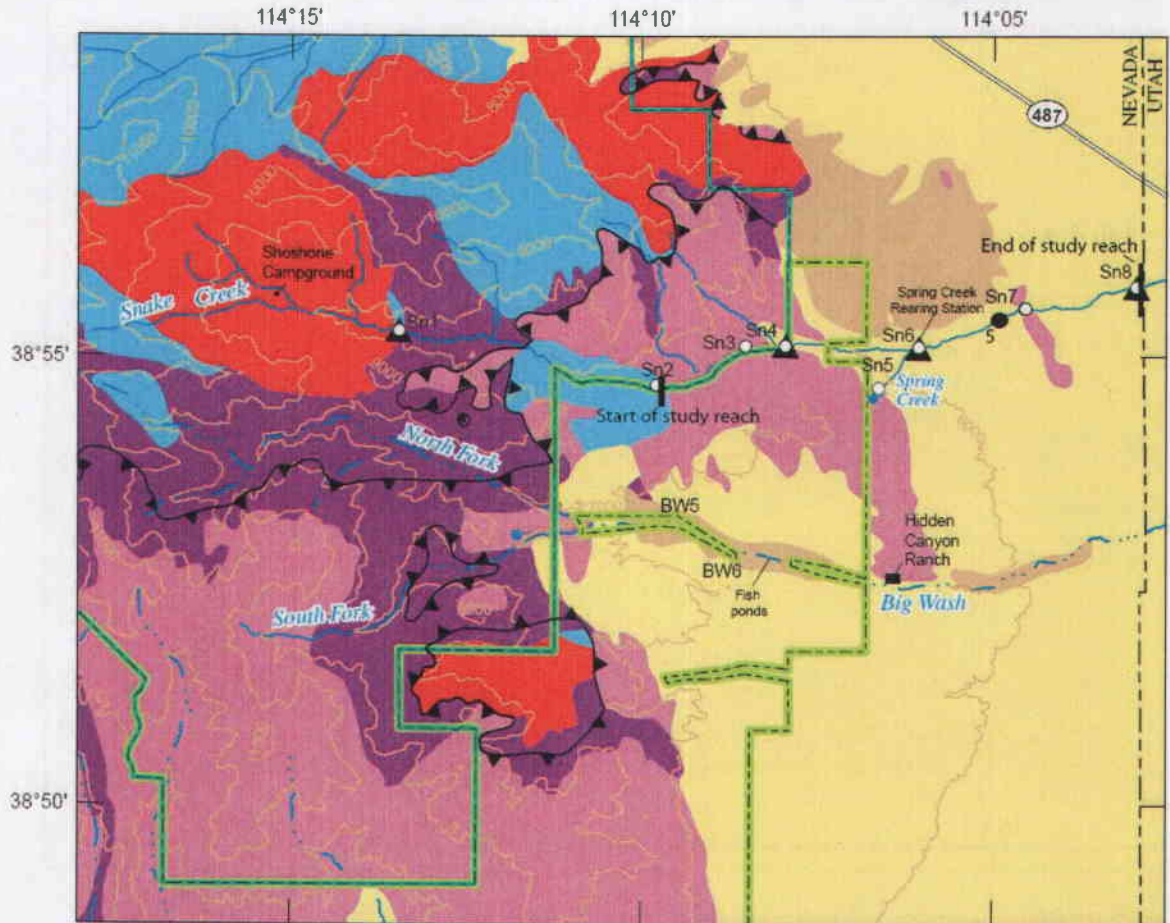 114°15'
114°10'
114°05'
NEVADA
UTAH
487
10000
8000
Shoshone
Campground
End of study reach
Sn8
Snake Creek
Sn1
Spring Creek
Rearing Station
Sn7
5
38°55'
Sn3
Sn4
Sn6
Sn2
Sn5
Spring
Creek
Start of study reach
North Fork
BW5
Hidden
Canyon
Ranch
BW6
Fish
ponds
Big Wash
South Fork
38°50'